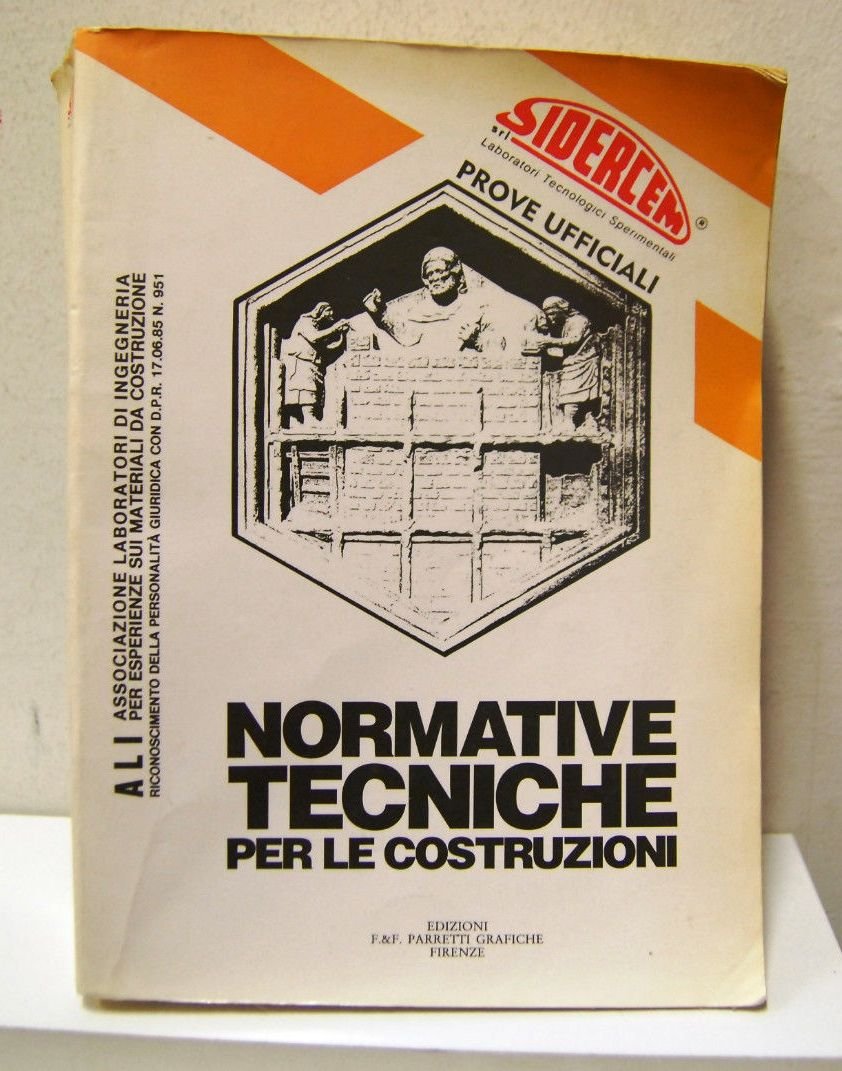 SIDERCEM ®
srl
Laboratori Tecnologici Sperimentali
PROVE UFFICIALI
ALI ASSOCIAZIONE LABORATORI DI INGEGNERIA
PER ESPERIENZE SUI MATERIALI DA COSTRUZIONE
RICONOSCIMENTO DELLA PERSONALITÀ GIURIDICA CON D.P.R. 17.06.85 N. 951
NORMATIVE
TECNICHE
PER LE COSTRUZIONI
EDIZIONI
F.&F. PARRETTI GRAFICHE
FIRENZE